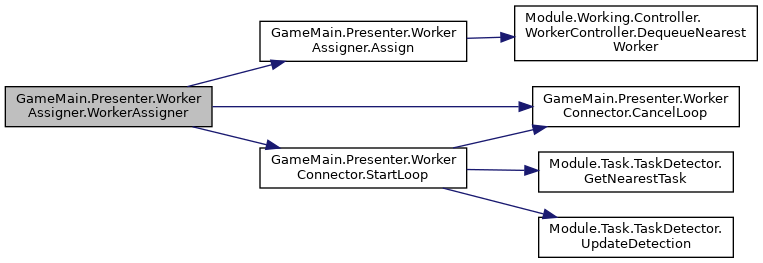 GameMain.Presenter.Worker
Assigner.WorkerAssigner
GameMain.Presenter.Worker
Assigner.Assign
Module.Working.Controller.
WorkerController.DequeueNearest
Worker
GameMain.Presenter.Worker
Connector.CancelLoop
GameMain.Presenter.Worker
Connector.StartLoop
Module.Task.TaskDetector.
GetNearestTask
Module.Task.TaskDetector.
UpdateDetection